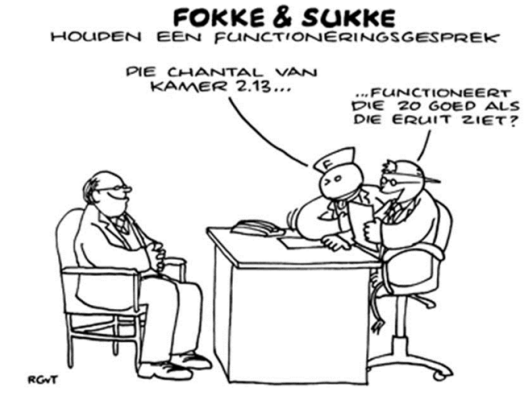 FOKKE & SUKKE
HOUDEN EEN FUNCTIONERINGSGESPREK
DIE CHANTAL VAN
KAMER 2.13...
...FUNCTIONEERT
DIE ZO GOED ALS
DIE ERUIT ZIET?
F
RGvT